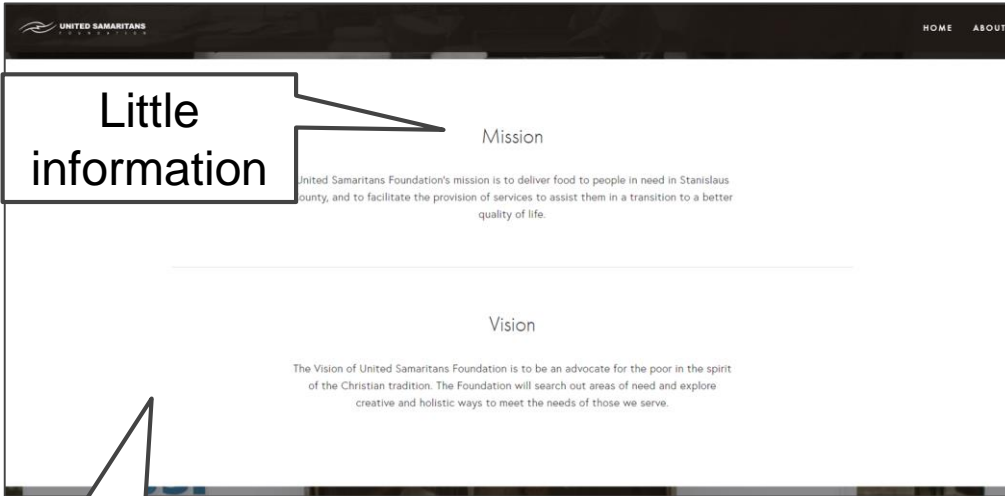 UNITED SAMARITANS
FOUNDATION
HOME ABOUT
Little
information
Mission
United Samaritans Foundation's mission is to deliver food to people in need in Stanislaus
ounty, and to facilitate the provision of services to assist them in a transition to a better
quality of life.
Vision
The Vision of United Samaritans Foundation is to be an advocate for the poor in the spirit
of the Christian tradition. The Foundation will search out areas of need and explore
creative and holistic ways to meet the needs of those we serve.